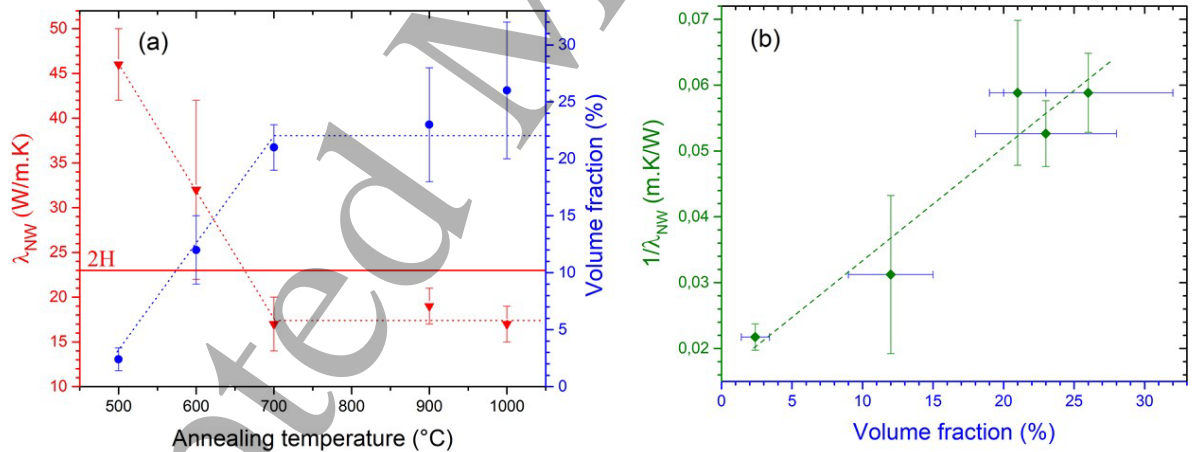 (a)
λNW (W/m.K)
50
45
40
35
30
25
20
15
10
2H
30
25
20
15
10
5
0
Volume fraction (%)
500 600 700 800 900 1000
Annealing temperature (°C)
(b)
1/λNW (m.K/W)
0,07
0,06
0,05
0,04
0,03
0,02
0 5 10 15 20 25 30
Volume fraction (%)